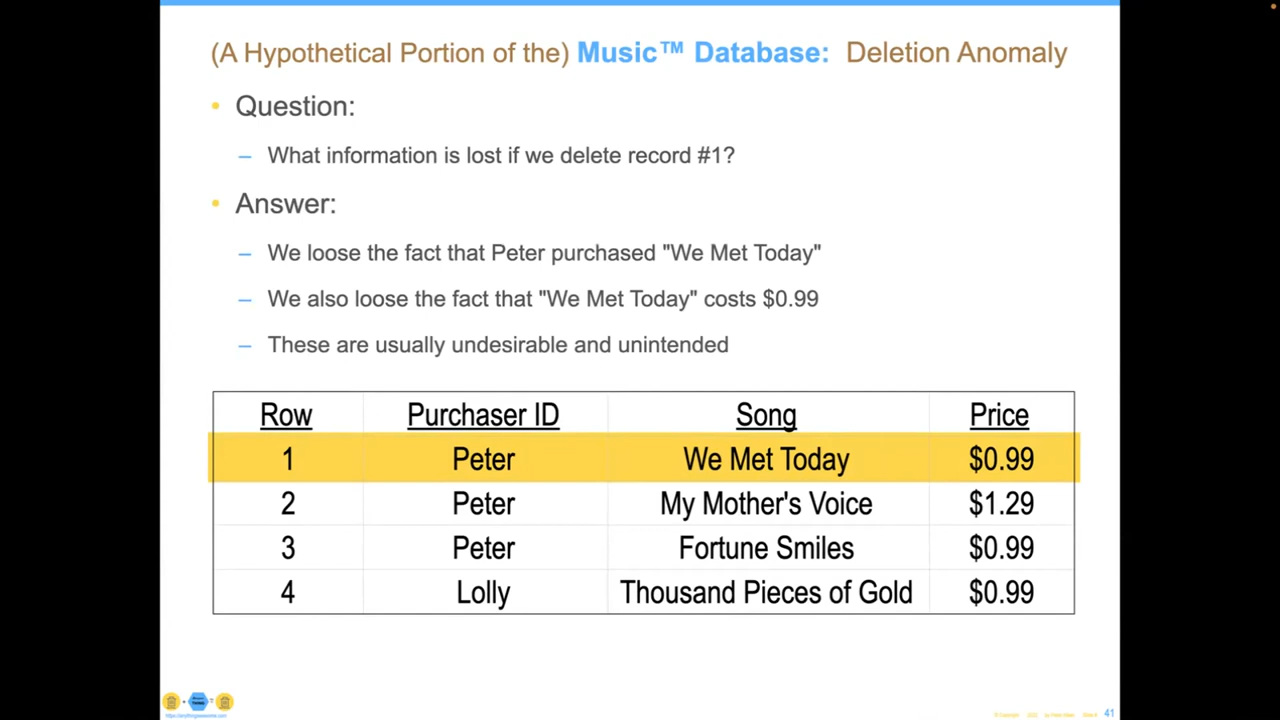 (A Hypothetical Portion of the) Music™ Database: Deletion Anomaly
• Question:
– What information is lost if we delete record #1?
• Answer:
– We loose the fact that Peter purchased "We Met Today"
– We also loose the fact that "We Met Today" costs $0.99
– These are usually undesirable and unintended
Row Purchaser ID Song Price
1 Peter We Met Today $0.99
2 Peter My Mother's Voice $1.29
3 Peter Fortune Smiles $0.99
4 Lolly Thousand Pieces of Gold $0.99
41